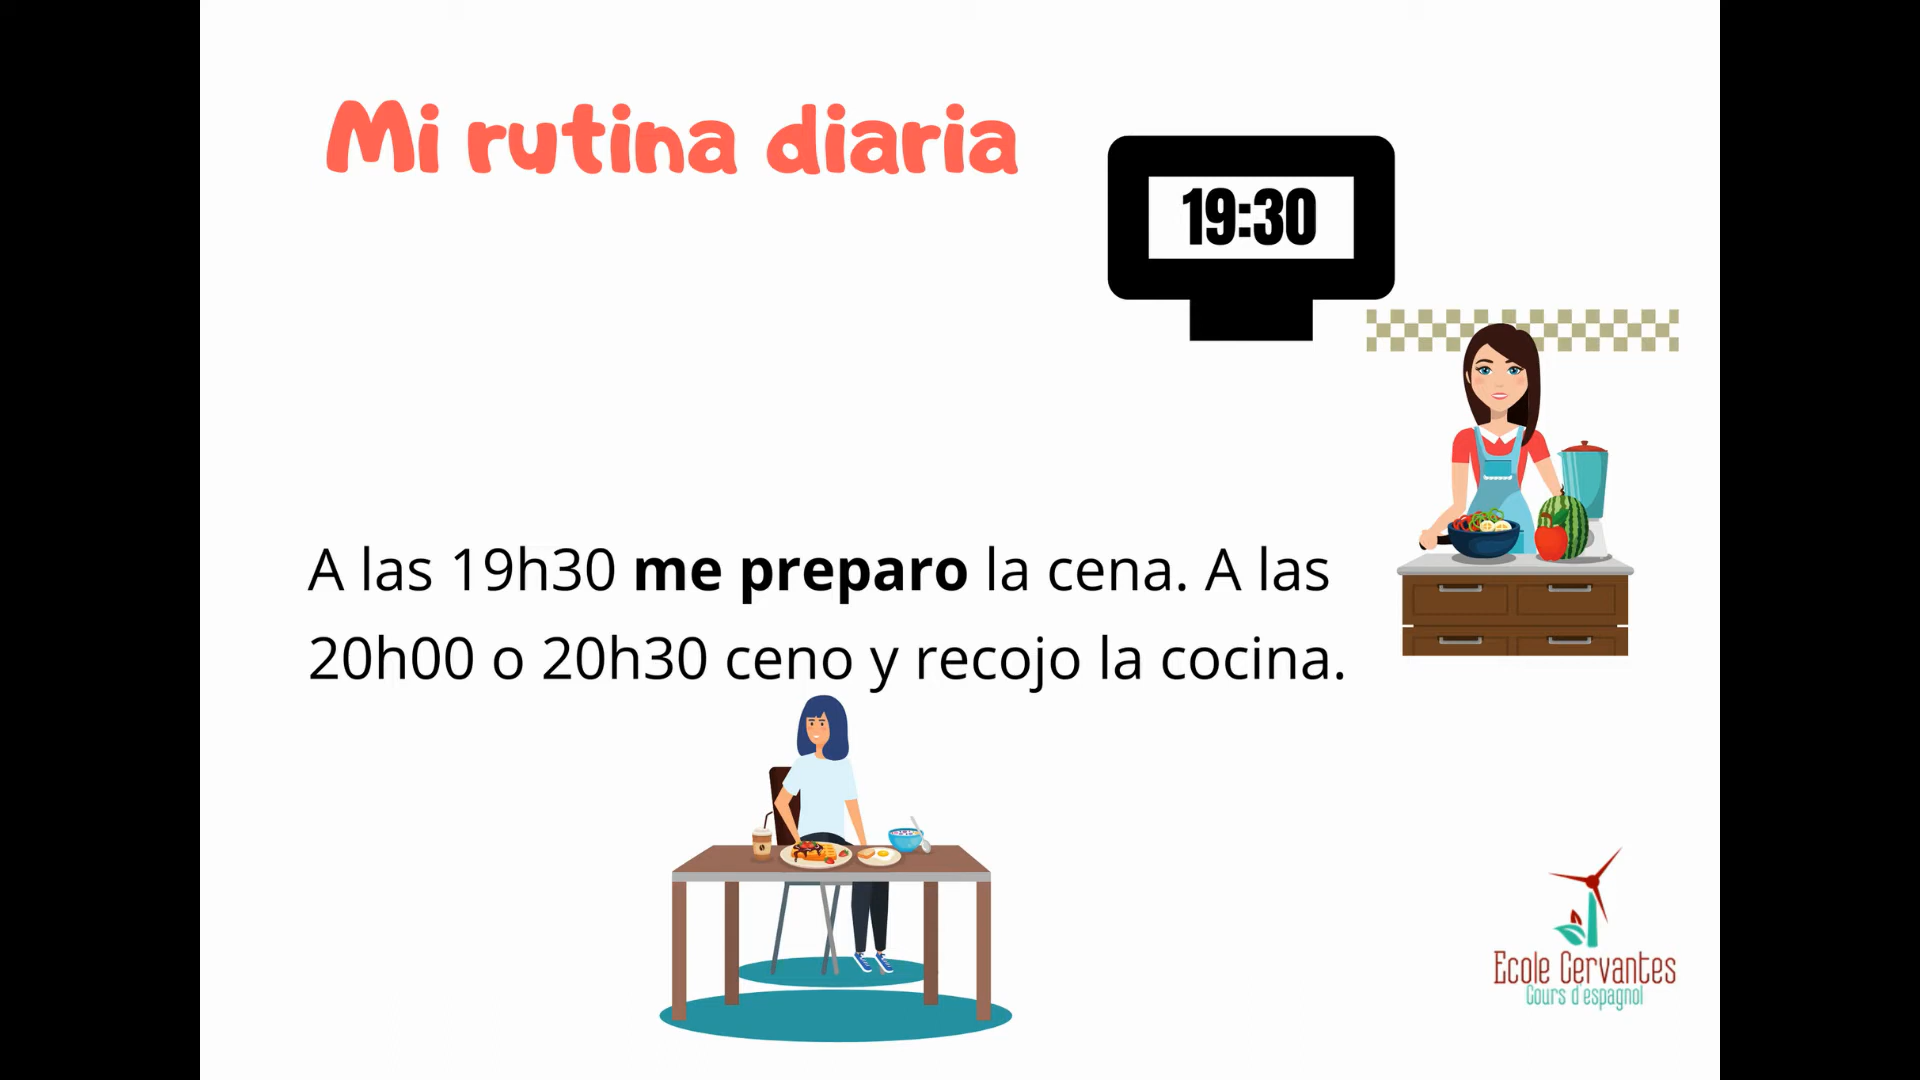 Mi rutina diaria
19:30
A las 19h30 me preparo la cena. A las
20h00 o 20h30 ceno y recojo la cocina.
Ecole Cervantes
Cours d'espagnol